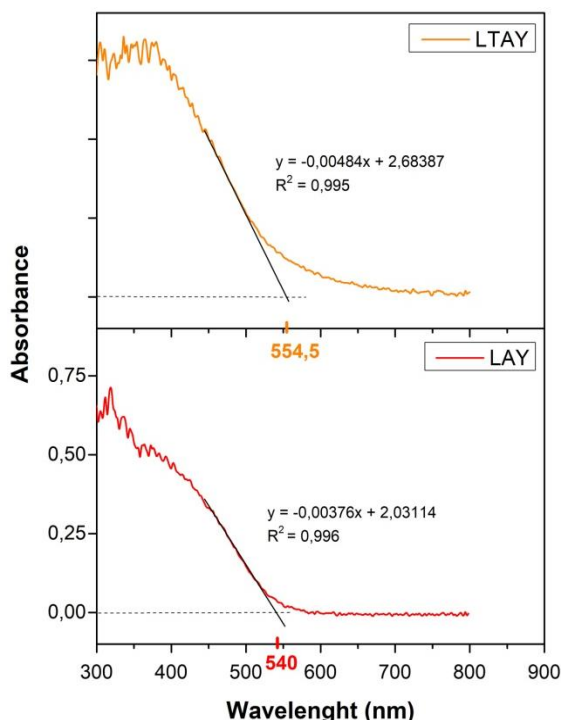 LTAY
y = -0,00484x + 2,68387
R² = 0,995
554,5
Absorbance
LAY
0,75
0,50
y = -0,00376x + 2,03114
0,25
R² = 0,996
0,00
540
300 400 500 600 700 800 900
Wavelenght (nm)